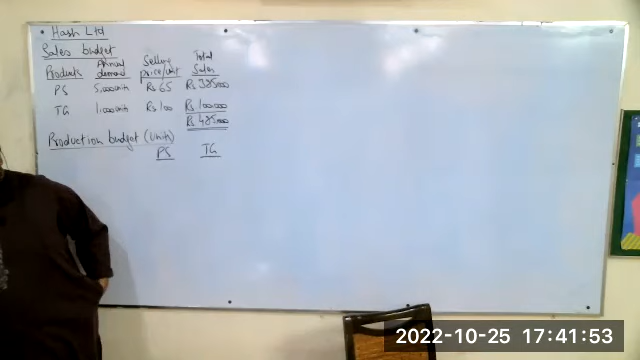 Hash Ltd
Sales budget
Products Annual demand Selling price/unit Total Sales
PS 5,000 units Rs 65 Rs 325,000
TG 1,000 units Rs 100 Rs 100,000
Rs 425,000
Production budget (Units)
PS TG
2022-10-25 17:41:53